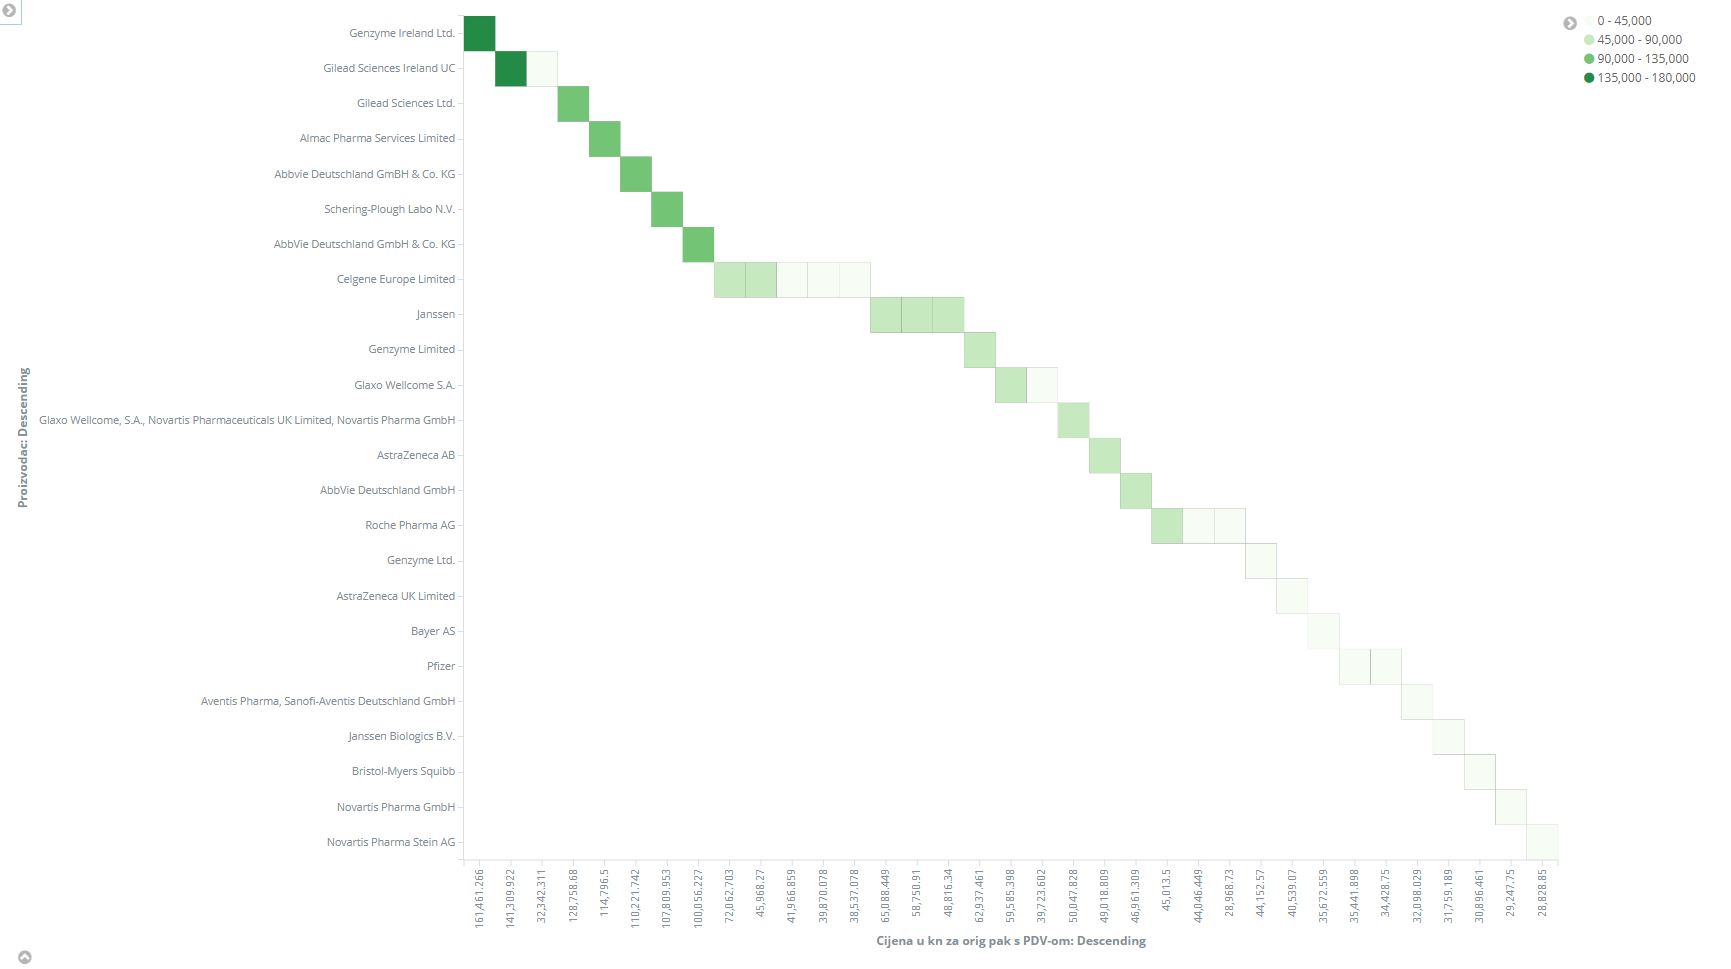 0 - 45,000
45,000 - 90,000
90,000 - 135,000
135,000 - 180,000
Proizvodac: Descending
Genzyme Ireland Ltd.
Gilead Sciences Ireland UC
Gilead Sciences Ltd.
Almac Pharma Services Limited
Abbvie Deutschland GmBH & Co. KG
Schering-Plough Labo N.V.
AbbVie Deutschland GmbH & Co. KG
Celgene Europe Limited
Janssen
Genzyme Limited
Glaxo Wellcome S.A.
Glaxo Wellcome, S.A., Novartis Pharmaceuticals UK Limited, Novartis Pharma GmbH
AstraZeneca AB
AbbVie Deutschland GmbH
Roche Pharma AG
Genzyme Ltd.
AstraZeneca UK Limited
Bayer AS
Pfizer
Aventis Pharma, Sanofi-Aventis Deutschland GmbH
Janssen Biologics B.V.
Bristol-Myers Squibb
Novartis Pharma GmbH
Novartis Pharma Stein AG
161,461.266
141,309.922
32,342.311
128,758.68
114,796.5
110,221.742
107,809.953
100,056.227
72,062.703
45,968.27
41,966.859
39,870.078
38,537.078
65,088.449
58,750.91
48,816.34
62,937.461
59,585.398
39,723.602
50,047.828
49,018.809
46,961.309
45,013.5
44,046.449
28,968.73
44,152.57
40,539.07
35,672.559
35,441.898
34,428.75
32,098.029
31,759.189
30,896.461
29,247.75
28,828.85
Cijena u kn za orig pak s PDV-om: Descending